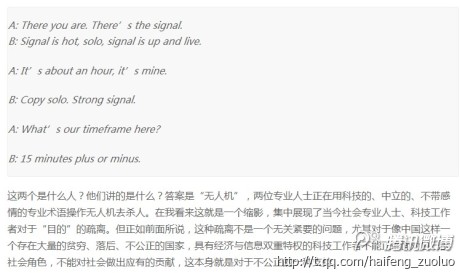 A: There you are. There’s the signal.
B: Signal is hot, solo, signal is up and live.
A: It’s about an hour, it’s mine.
B: Copy solo. Strong signal.
A: What’s our timeframe here?
B: 15 minutes plus or minus.
这两个是什么人？他们讲的是什么？答案是“无人机”，两位专业人士正在用科技的、中立的、不带感
情的专业术语操作无人机去杀人。在我看来这就是一个缩影，集中展现了当今社会专业人士、科技工作
者对于“目的”的疏离。但正如前面所说，这种疏离不是一个无关紧要的问题，尤其对于像中国这样一
个存在大量的贫穷、落后、不公正的国家，具有经济与信息双重特权的科技工作者不能
社会角色，不能对社会做出应有的贡献，这本身就是对于不公
腾讯微博
http://t.qq.com/haifeng_zuoluo